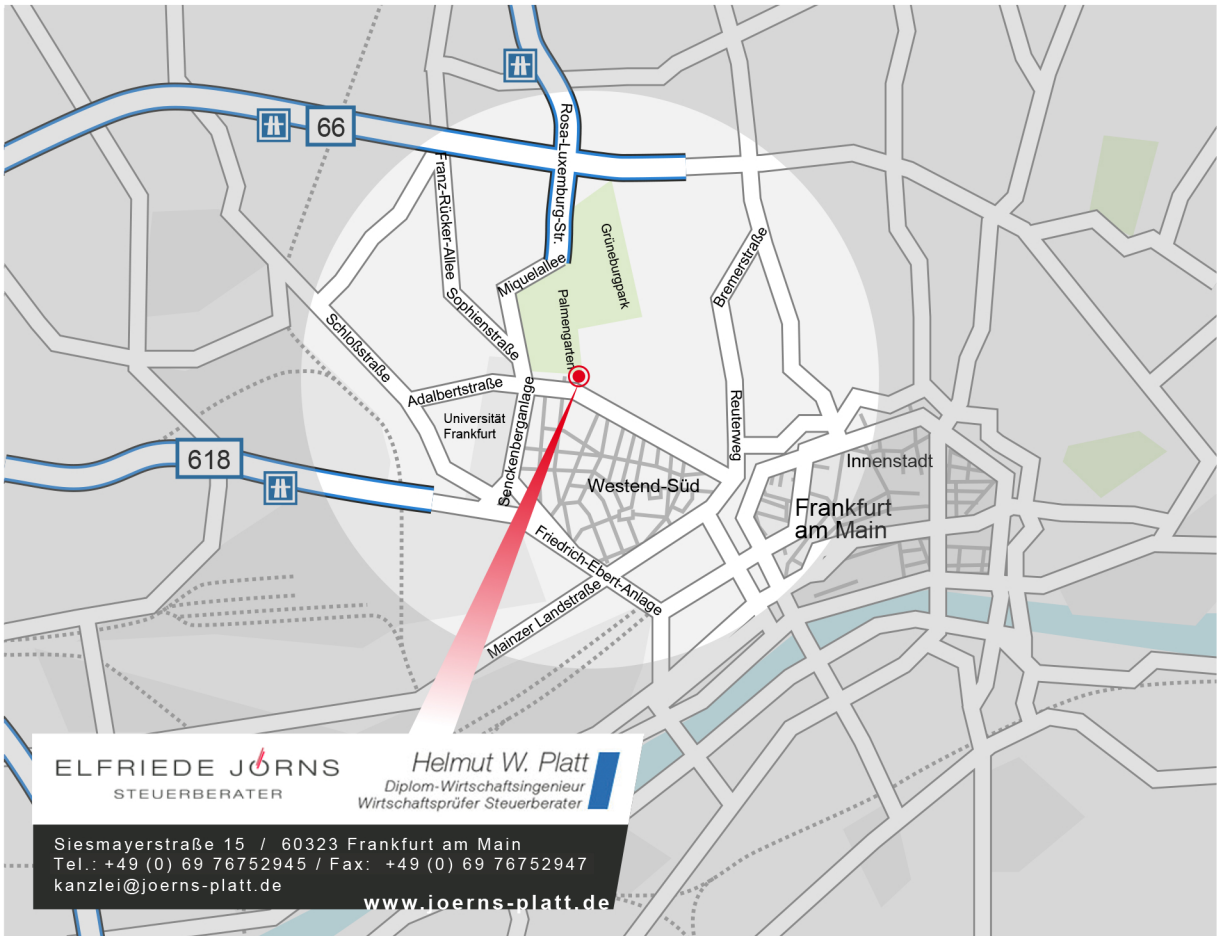 66
Rosa-Luxemburg-Str.
Franz-Rücker-Allee
Grüneburgpark
Bremerstraße
Miquelallee
Palmengarten
Sophienstraße
Schloßstraße
Adalbertstraße
Senckenberganlage
Reuterweg
Universität
Frankfurt
618
Innenstadt
Westend-Süd
Frankfurt
am Main
Friedrich-Ebert-Anlage
Mainzer Landstraße
ELFRIEDE JÖRNS
STEUERBERATER
Helmut W. Platt
Diplom-Wirtschaftsingenieur
Wirtschaftsprüfer Steuerberater
Siesmayerstraße 15 / 60323 Frankfurt am Main
Tel.: +49 (0) 69 76752945 / Fax: +49 (0) 69 76752947
kanzlei@joerns-platt.de
www.joerns-platt.de